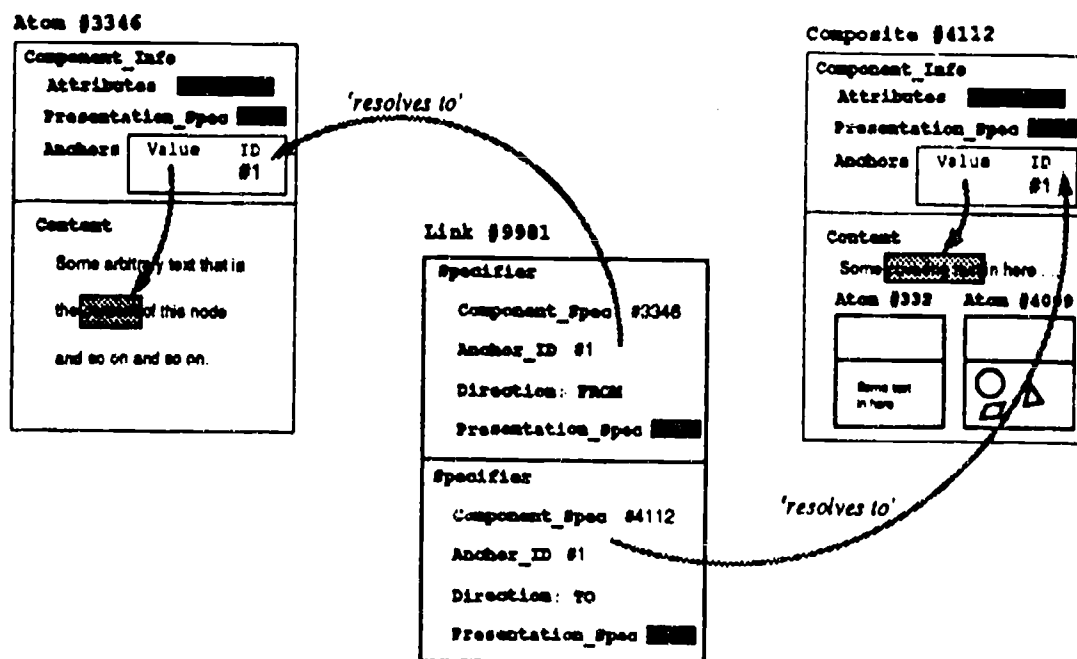 Atom #3346
Component_Info
Attributes
Presentation_Spec
Anchors Value ID
#1
Content
Some arbitrary text that is
the of this node
and so on and so on.
'resolves to'
Link #9981
Specifier
Component_Spec #3346
Anchor_ID #1
Direction: FROM
Presentation_Spec
Specifier
Component_Spec #4112
Anchor_ID #1
Direction: TO
Presentation_Spec
'resolves to'
Composite #4112
Component_Info
Attributes
Presentation_Spec
Anchors Value ID
#1
Content
Some in here ...
Atom #332 Atom #4099
Some text
in here